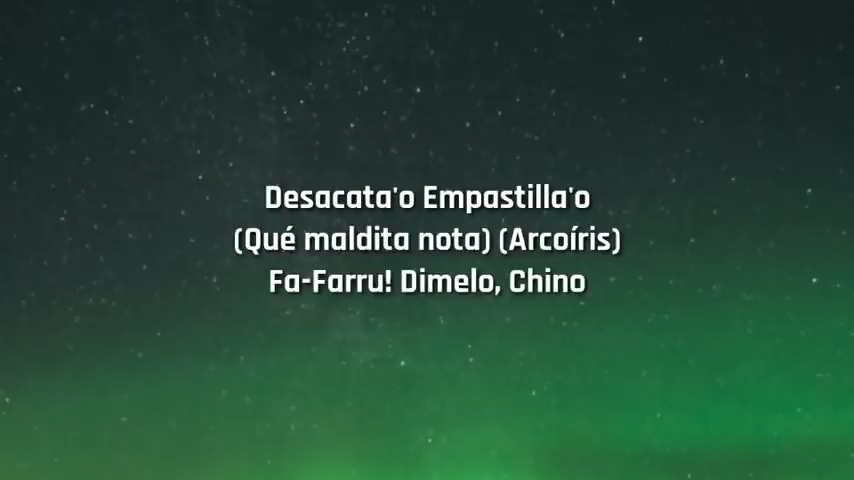 Desacata'o Empastilla'o
(Qué maldita nota) (Arcoíris)
Fa-Farru! Dimelo, Chino